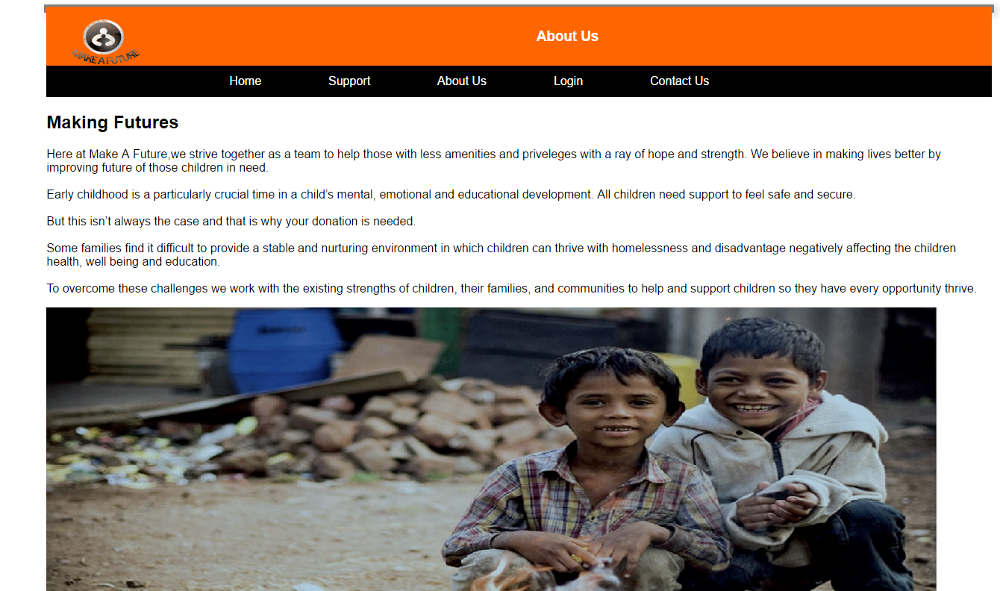 About Us
MAKE A FUTURE
Home Support About Us Login Contact Us
Making Futures
Here at Make A Future,we strive together as a team to help those with less amenities and priveleges with a ray of hope and strength. We believe in making lives better by
improving future of those children in need.
Early childhood is a particularly crucial time in a child’s mental, emotional and educational development. All children need support to feel safe and secure.
But this isn’t always the case and that is why your donation is needed.
Some families find it difficult to provide a stable and nurturing environment in which children can thrive with homelessness and disadvantage negatively affecting the children
health, well being and education.
To overcome these challenges we work with the existing strengths of children, their families, and communities to help and support children so they have every opportunity thrive.